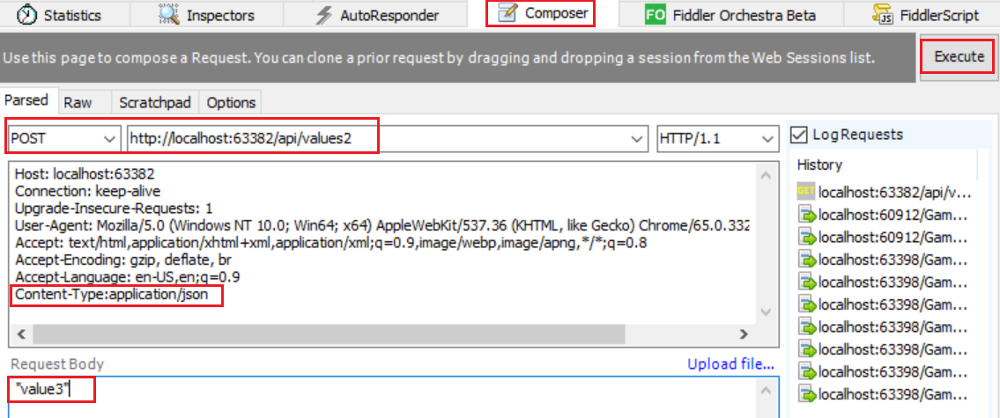 Statistics
Inspectors
AutoResponder
Composer
FO Fiddler Orchestra Beta
JS FiddlerScript
Use this page to compose a Request. You can clone a prior request by dragging and dropping a session from the Web Sessions list.
Execute
Parsed
Raw
Scratchpad
Options
POST
http://localhost:63382/api/values2
HTTP/1.1
Log Requests
Host: localhost:63382
Connection: keep-alive
Upgrade-Insecure-Requests: 1
User-Agent: Mozilla/5.0 (Windows NT 10.0; Win64; x64) AppleWebKit/537.36 (KHTML, like Gecko) Chrome/65.0.332
Accept: text/html,application/xhtml+xml,application/xml;q=0.9,image/webp,image/apng,*/*;q=0.8
Accept-Encoding: gzip, deflate, br
Accept-Language: en-US,en;q=0.9
Content-Type:application/json
History
GET localhost:63382/api/v...
localhost:60912/Gam...
localhost:60912/Gam...
localhost:63398/Gam...
localhost:63398/Gam...
localhost:63398/Gam...
localhost:63398/Gam...
localhost:63398/Gam...
localhost:63398/Gam...
localhost:63398/Gam...
Request Body
Upload file...
"value3"